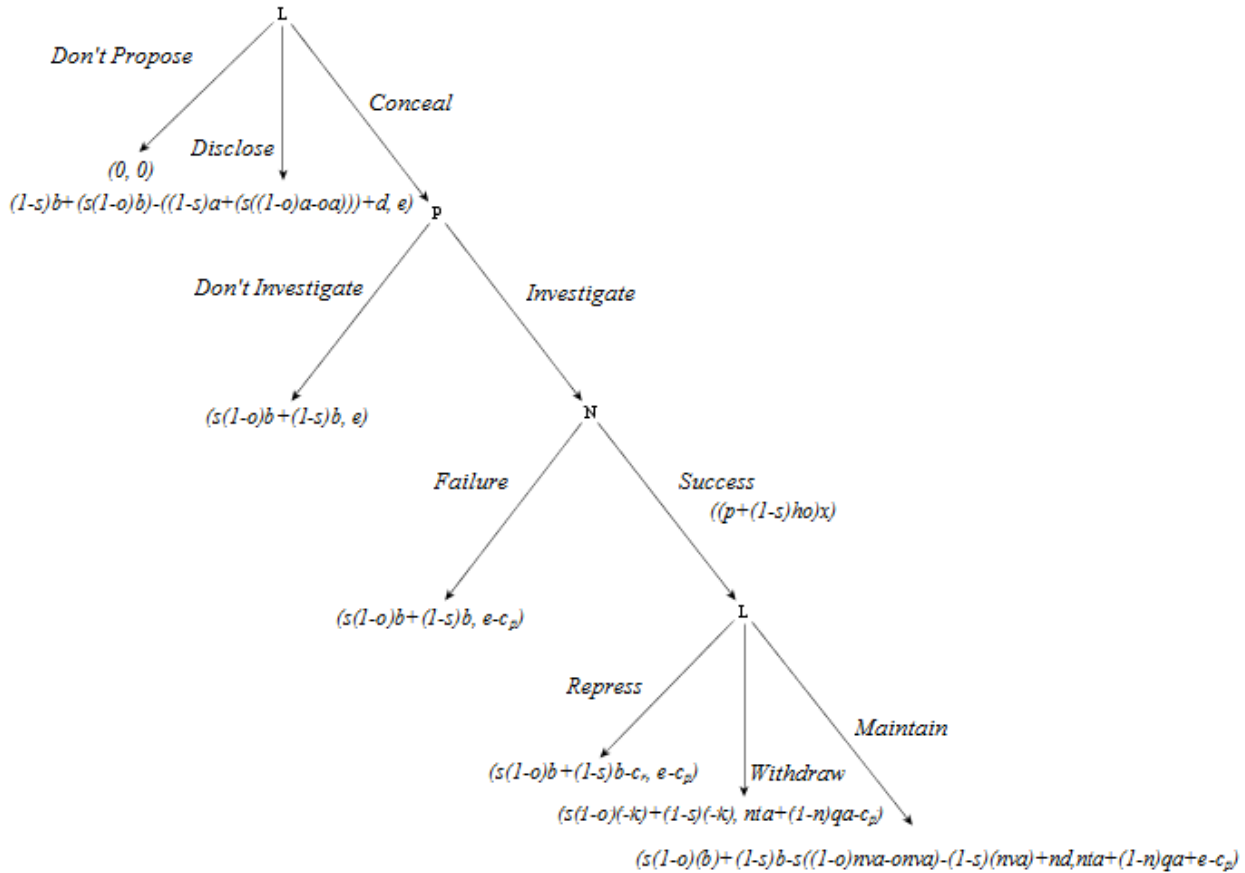 L
Don't Propose
Conceal
Disclose
(0, 0)
(1-s)b+(s(1-o)b)-((1-s)a+(s((1-o)a-oa)))+d, e)
P
Don't Investigate
Investigate
(s(1-o)b+(1-s)b, e)
N
Failure
Success
((p+(1-s)ho)x)
(s(1-o)b+(1-s)b, e-cₚ)
L
Repress
Maintain
(s(1-o)b+(1-s)b-cᵣ, e-cₚ)
Withdraw
(s(1-o)(-k)+(1-s)(-k), nta+(1-n)qa-cₚ)
(s(1-o)(b)+(1-s)b-s((1-o)nva-onva)-(1-s)(nva)+nd,nta+(1-n)qa+e-cₚ)